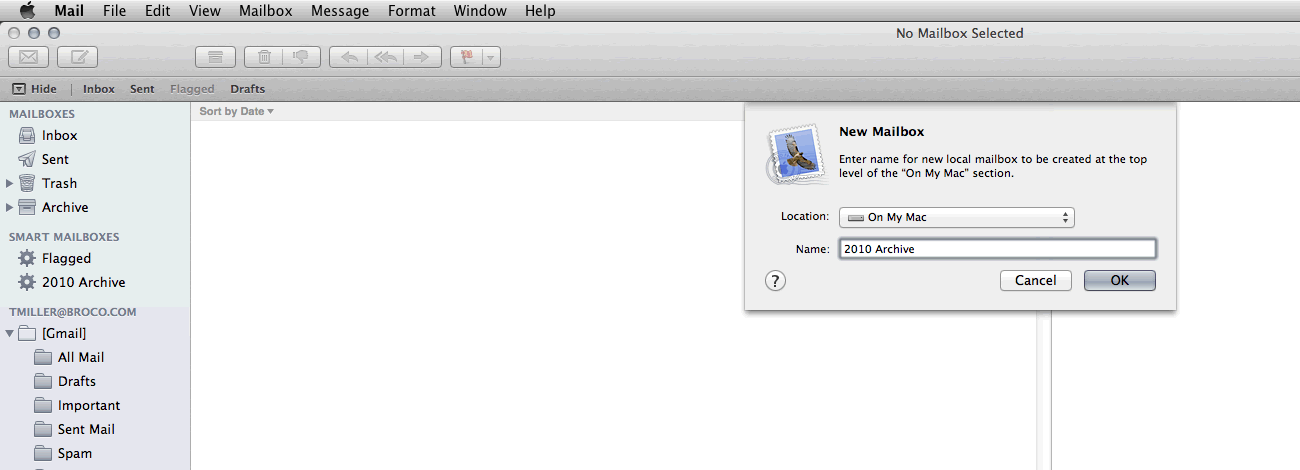 Mail File Edit View Mailbox Message Format Window Help
No Mailbox Selected
Hide Inbox Sent Flagged Drafts
MAILBOXES
Inbox
Sent
Trash
Archive
SMART MAILBOXES
Flagged
2010 Archive
TMILLER@BROCO.COM
[Gmail]
All Mail
Drafts
Important
Sent Mail
Spam
Sort by Date
New Mailbox
Enter name for new local mailbox to be created at the top
level of the “On My Mac” section.
Location: On My Mac
Name: 2010 Archive
? Cancel OK